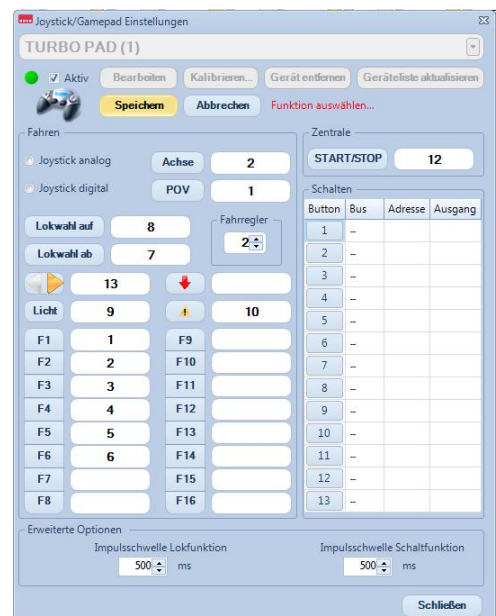 Joystick/Gamepad Einstellungen
TURBO PAD (1)
Aktiv Bearbeiten Kalibrieren... Gerät entfernen Geräteliste aktualisieren
Speichern Abbrechen Funktion auswählen...
Fahren
Joystick analog Achse 2
Joystick digital POV 1
Lokwahl auf 8
Lokwahl ab 7
Fahrregler
2
13
Licht 9 10
F1 1 F9
F2 2 F10
F3 3 F11
F4 4 F12
F5 5 F13
F6 6 F14
F7 F15
F8 F16
Zentrale
START/STOP 12
Schalten
Button Bus Adresse Ausgang
1 --
2 --
3 --
4 --
5 --
6 --
7 --
8 --
9 --
10 --
11 --
12 --
13 --
Erweiterte Optionen
Impulsschwelle Lokfunktion
500 ms
Impulsschwelle Schaltfunktion
500 ms
Schließen